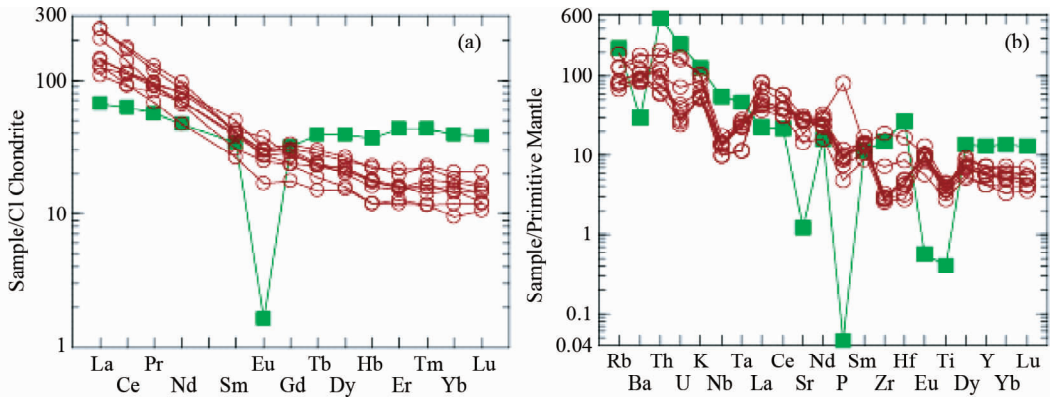 300
(a)
100
10
1
Sample/Cl Chondrite
La Pr Eu Tb Hb Tm Lu
Ce Nd Sm Gd Dy Er Yb
600
(b)
100
10
1
0.1
0.04
Sample/Primitive Mantle
Rb Th K Ta Ce Nd Sm Hf Ti Y Lu
Ba U Nb La Sr P Zr Eu Dy Yb